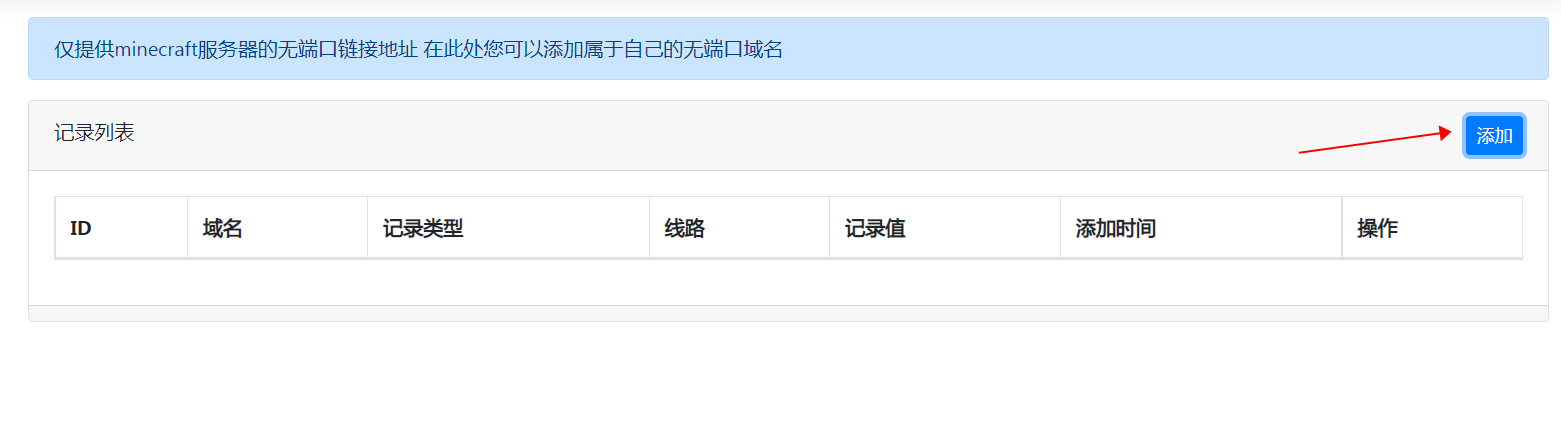 仅提供minecraft服务器的无端口链接地址 在此处您可以添加属于自己的无端口域名
记录列表
添加
ID 域名 记录类型 线路 记录值 添加时间 操作